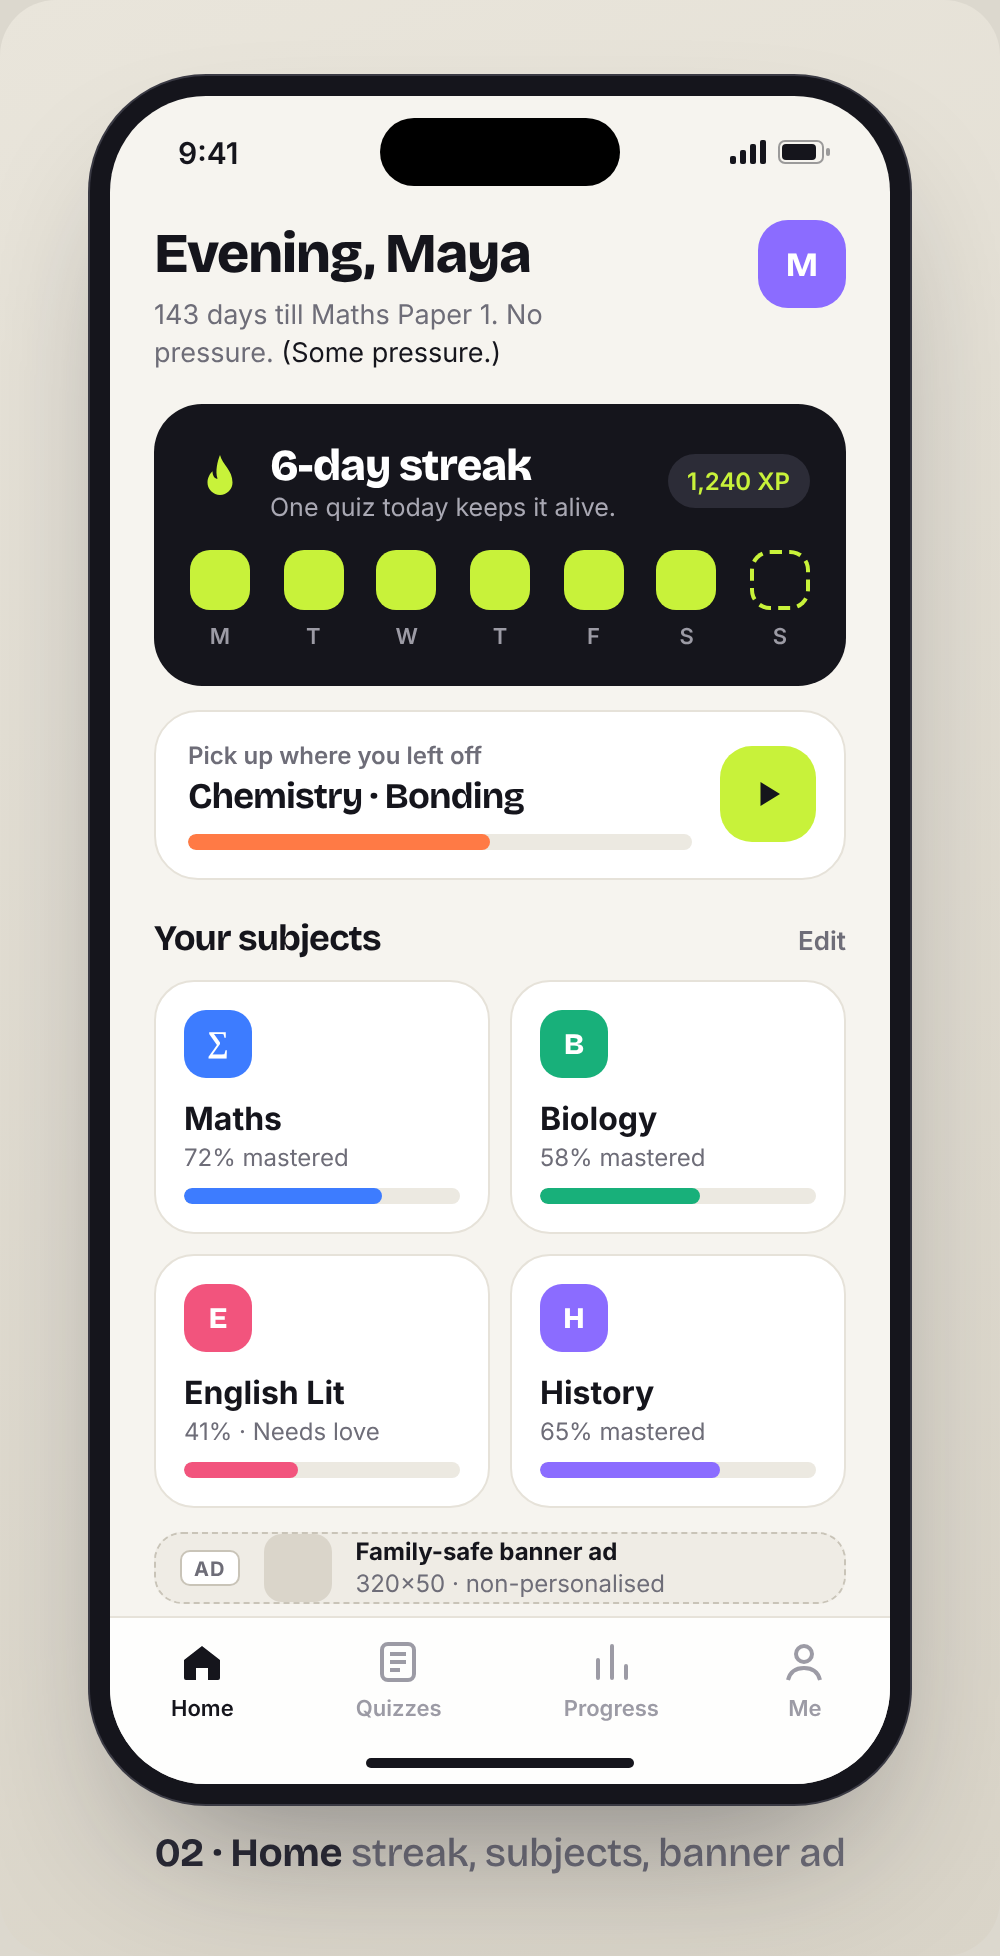 9:41
Evening, Maya
M
143 days till Maths Paper 1. No
pressure. (Some pressure.)
6-day streak
One quiz today keeps it alive.
1,240 XP
M T W T F S S
Pick up where you left off
Chemistry · Bonding
Your subjects
Edit
Σ
Maths
72% mastered
B
Biology
58% mastered
E
English Lit
41% · Needs love
H
History
65% mastered
AD
Family-safe banner ad
320×50 · non-personalised
Home
Quizzes
Progress
Me
02 · Home streak, subjects, banner ad